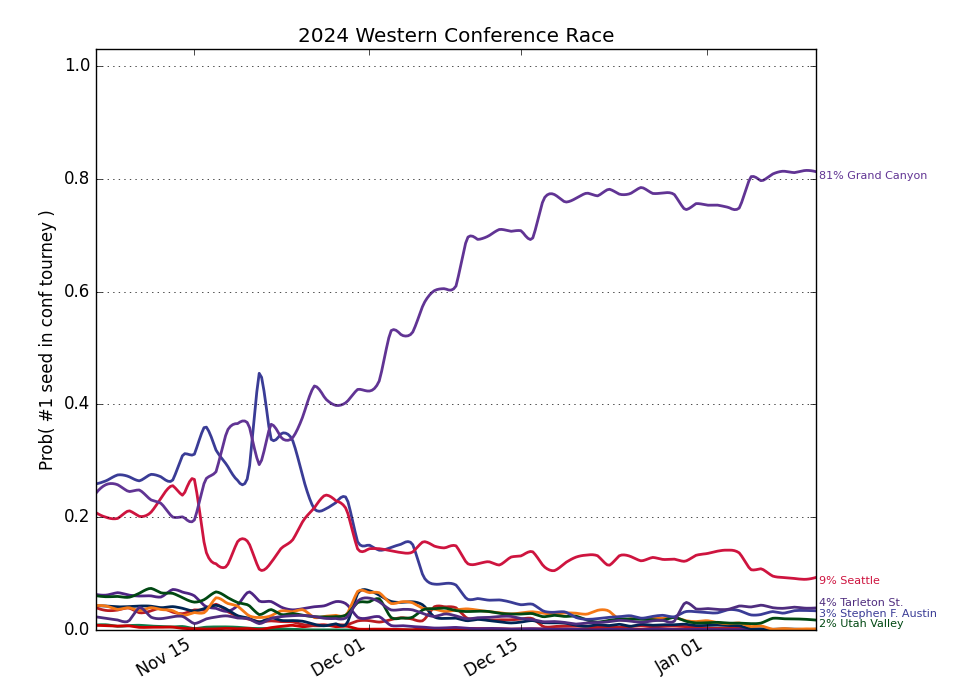 2024 Western Conference Race
Prob( #1 seed in conf tourney )
1.0
0.8
0.6
0.4
0.2
0.0
Nov 15
Dec 01
Dec 15
Jan 01
81% Grand Canyon
9% Seattle
4% Tarleton St.
3% Stephen F. Austin
2% Utah Valley